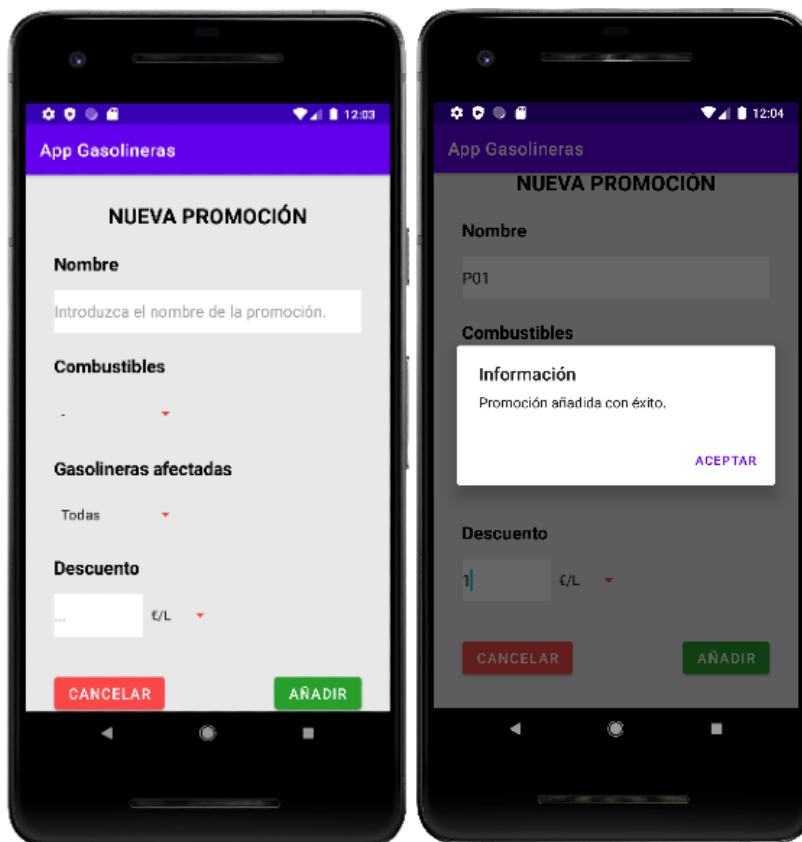 12:03
App Gasolineras
NUEVA PROMOCIÓN
Nombre
Introduzca el nombre de la promoción.
Combustibles
-
Gasolineras afectadas
Todas
Descuento
...
€/L
CANCELAR
AÑADIR
12:04
App Gasolineras
NUEVA PROMOCIÓN
Nombre
P01
Combustibles
Información
Promoción añadida con éxito.
ACEPTAR
Descuento
1
€/L
CANCELAR
AÑADIR